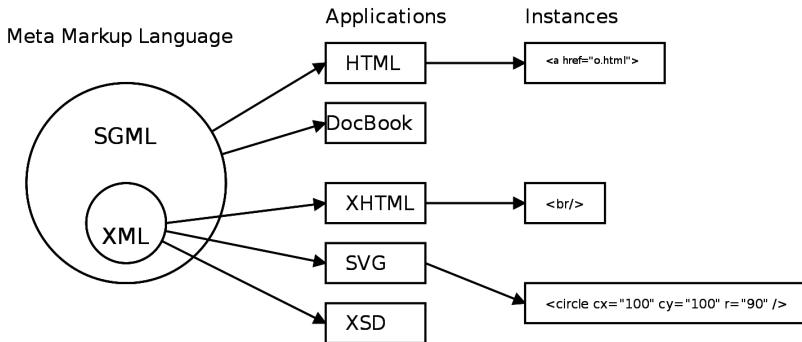 Applications
Instances
Meta Markup Language
HTML
<a href="o.html">
SGML
DocBook
XHTML
<br/>
XML
SVG
<circle cx="100" cy="100" r="90" />
XSD